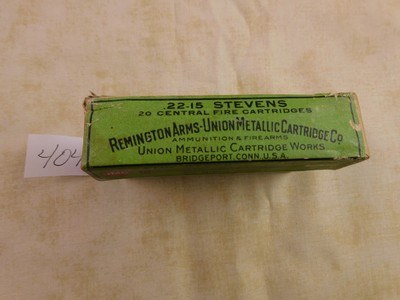 .22-15 STEVENS
20 CENTRAL FIRE CARTRIDGES.
REMINGTON ARMS-UNION METALLIC CARTRIDGE CO
AMMUNITION & FIREARMS
UNION METALLIC CARTRIDGE WORKS
BRIDGEPORT, CONN. U.S.A.
404